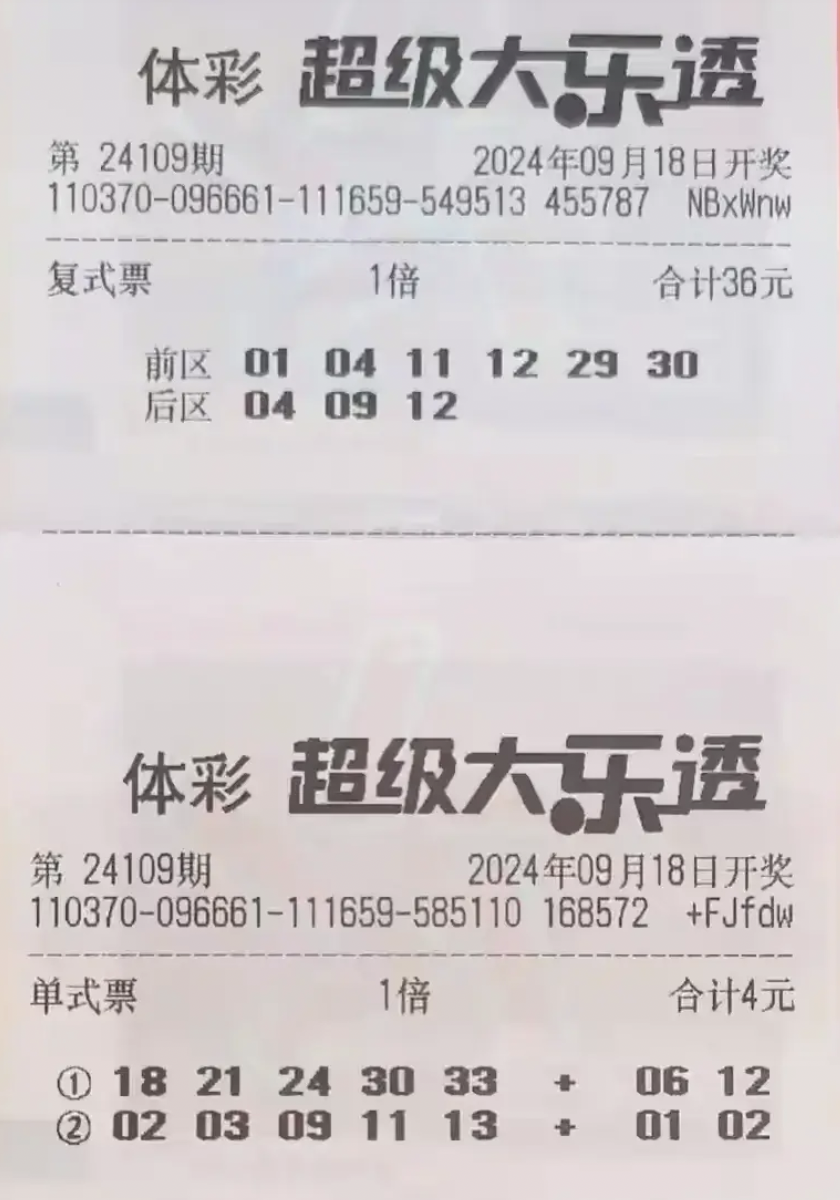 体彩 超级大乐透
第 24109期 2024年09月18日开奖
110370-096661-111659-549513 455787 NBxWnw
复式票 1倍 合计36元
前区 01 04 11 12 29 30
后区 04 09 12
体彩 超级大乐透
第 24109期 2024年09月18日开奖
110370-096661-111659-585110 168572 +FJfdw
单式票 1倍 合计4元
① 18 21 24 30 33 + 06 12
② 02 03 09 11 13 + 01 02